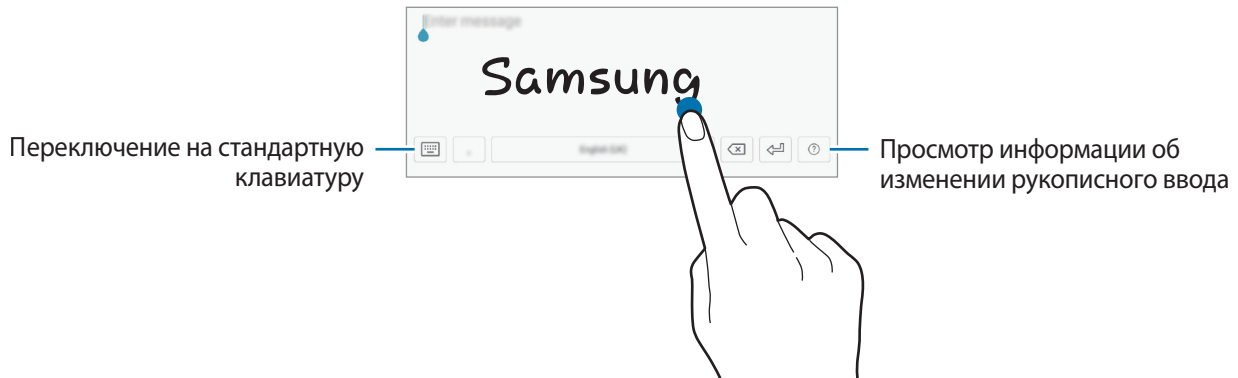 Enter message
Samsung
Переключение на стандартную
клавиатуру
English (UK)
Просмотр информации об
изменении рукописного ввода